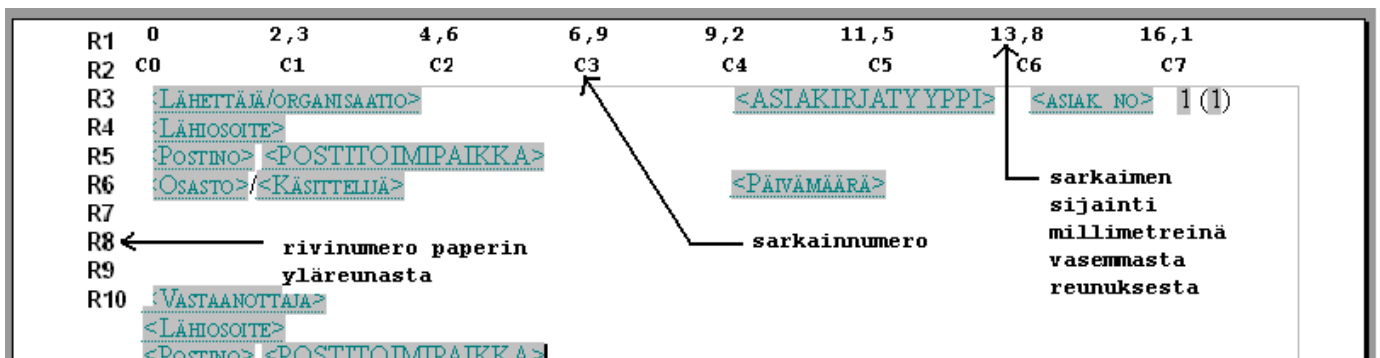 R1 0 2,3 4,6 6,9 9,2 11,5 13,8 16,1
R2 C0 C1 C2 C3 C4 C5 C6 C7
R3 <LÄHETTÄJÄ/ORGANISAATIO> <ASIAKIRJATYYPPI> <ASIAK. NO> 1 (1)
R4 <LÄHIOSOITE>
R5 <POSTINO> <POSTITOIMIPAIKKA>
R6 <OSASTO>/<KÄSITTELIJÄ> <PÄIVÄMÄÄRÄ>
R7
R8
R9
R10 <VASTAANOTTAJA>
<LÄHIOSOITE>
<POSTINO> <POSTITOIMIPAIKKA>
rivinumero paperin
yläreunasta
sarkainnumero
sarkaimen
sijainti
millimetreinä
vasemmasta
reunuksesta